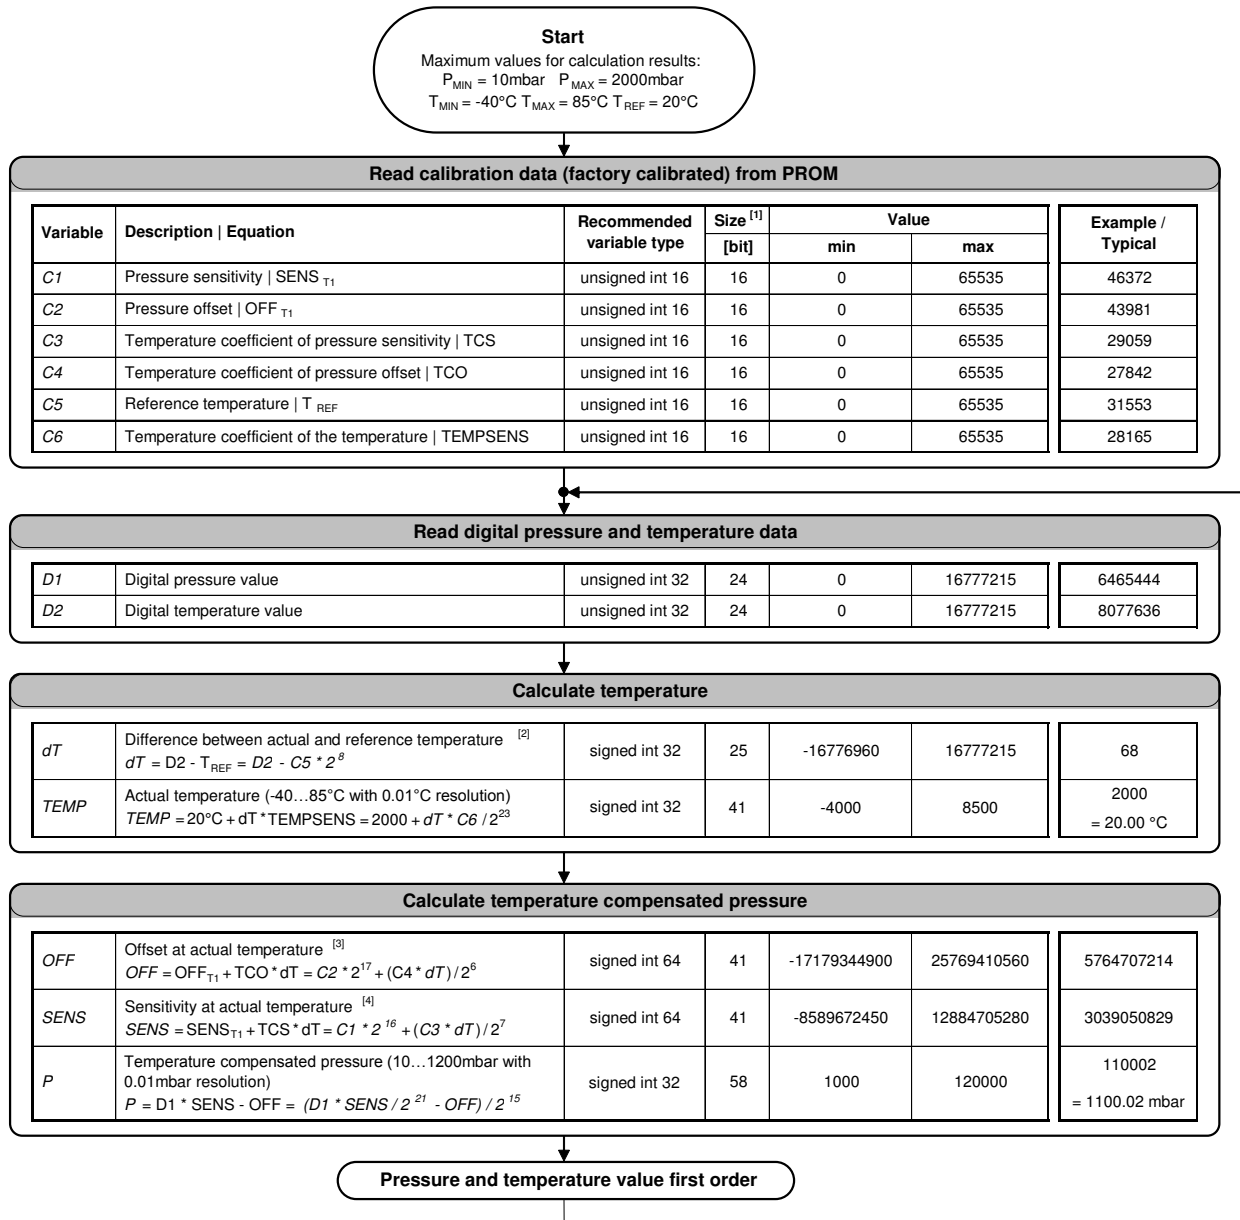 Start
Maximum values for calculation results:
P MIN = 10mbar P MAX = 2000mbar
T MIN = -40°C T MAX = 85°C T REF = 20°C
Read calibration data (factory calibrated) from PROM
Variable Description | Equation Recommended variable type Size [1] [bit] Value min max Example / Typical
C1 Pressure sensitivity | SENS T1 unsigned int 16 16 0 65535 46372
C2 Pressure offset | OFF T1 unsigned int 16 16 0 65535 43981
C3 Temperature coefficient of pressure sensitivity | TCS unsigned int 16 16 0 65535 29059
C4 Temperature coefficient of pressure offset | TCO unsigned int 16 16 0 65535 27842
C5 Reference temperature | T REF unsigned int 16 16 0 65535 31553
C6 Temperature coefficient of the temperature | TEMPSENS unsigned int 16 16 0 65535 28165
Read digital pressure and temperature data
D1 Digital pressure value unsigned int 32 24 0 16777215 6465444
D2 Digital temperature value unsigned int 32 24 0 16777215 8077636
Calculate temperature
Difference between actual and reference temperature [2]
dT dT = D2 - T REF = D2 - C5 * 2^8 signed int 32 25 -16776960 16777215 68
Actual temperature (-40…85°C with 0.01°C resolution) 2000
TEMP TEMP = 20°C + dT * TEMPSENS = 2000 + dT * C6 / 2^23 signed int 32 41 -4000 8500 = 20.00 °C
Calculate temperature compensated pressure
Offset at actual temperature [3]
OFF OFF = OFF T1 + TCO * dT = C2 * 2^17 + (C4 * dT) / 2^6 signed int 64 41 -17179344900 25769410560 5764707214
Sensitivity at actual temperature [4]
SENS SENS = SENS T1 + TCS * dT = C1 * 2^16 + (C3 * dT) / 2^7 signed int 64 41 -8589672450 12884705280 3039050829
Temperature compensated pressure (10…1200mbar with 110002
P 0.01mbar resolution) signed int 32 58 1000 120000
P = D1 * SENS - OFF = (D1 * SENS / 2^21 - OFF) / 2^15 = 1100.02 mbar
Pressure and temperature value first order